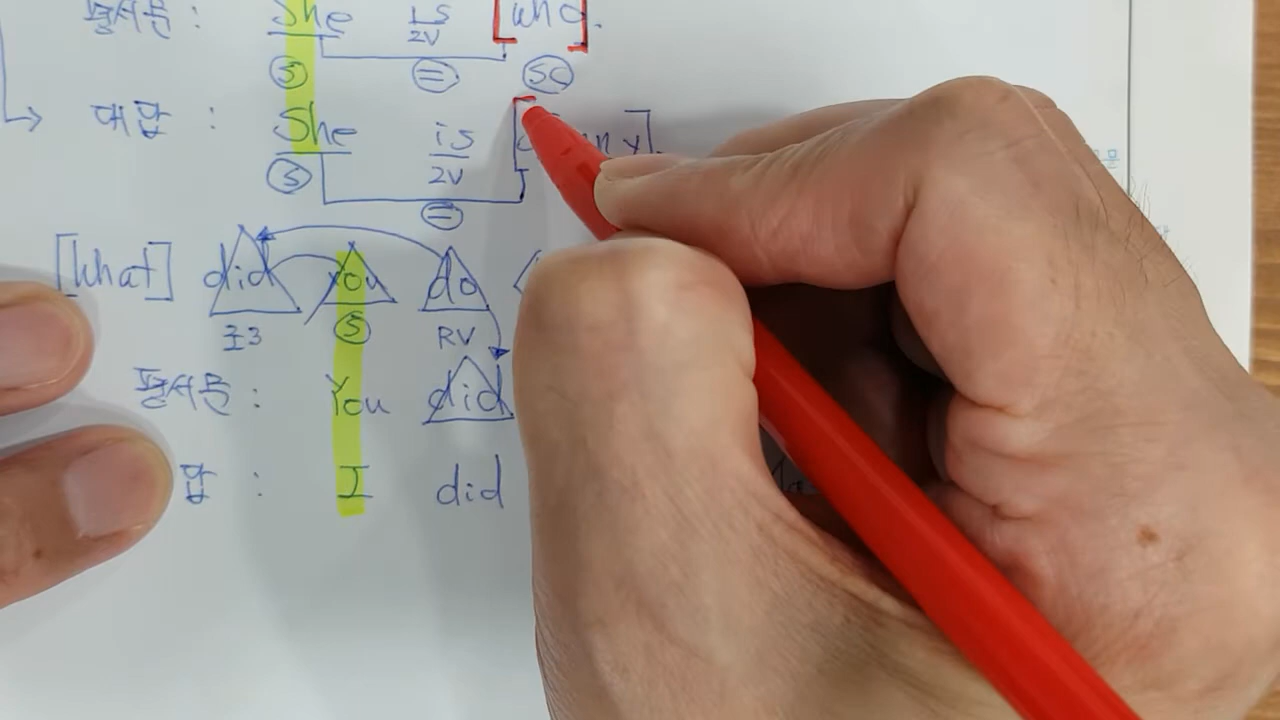 평서문 : She is [who].
2V
Ⓢ ⊜ SC
대답 : She is
Ⓢ 2V
⊜
[What] did you do
조3 Ⓢ RV
평서문 : You did
답 : I did